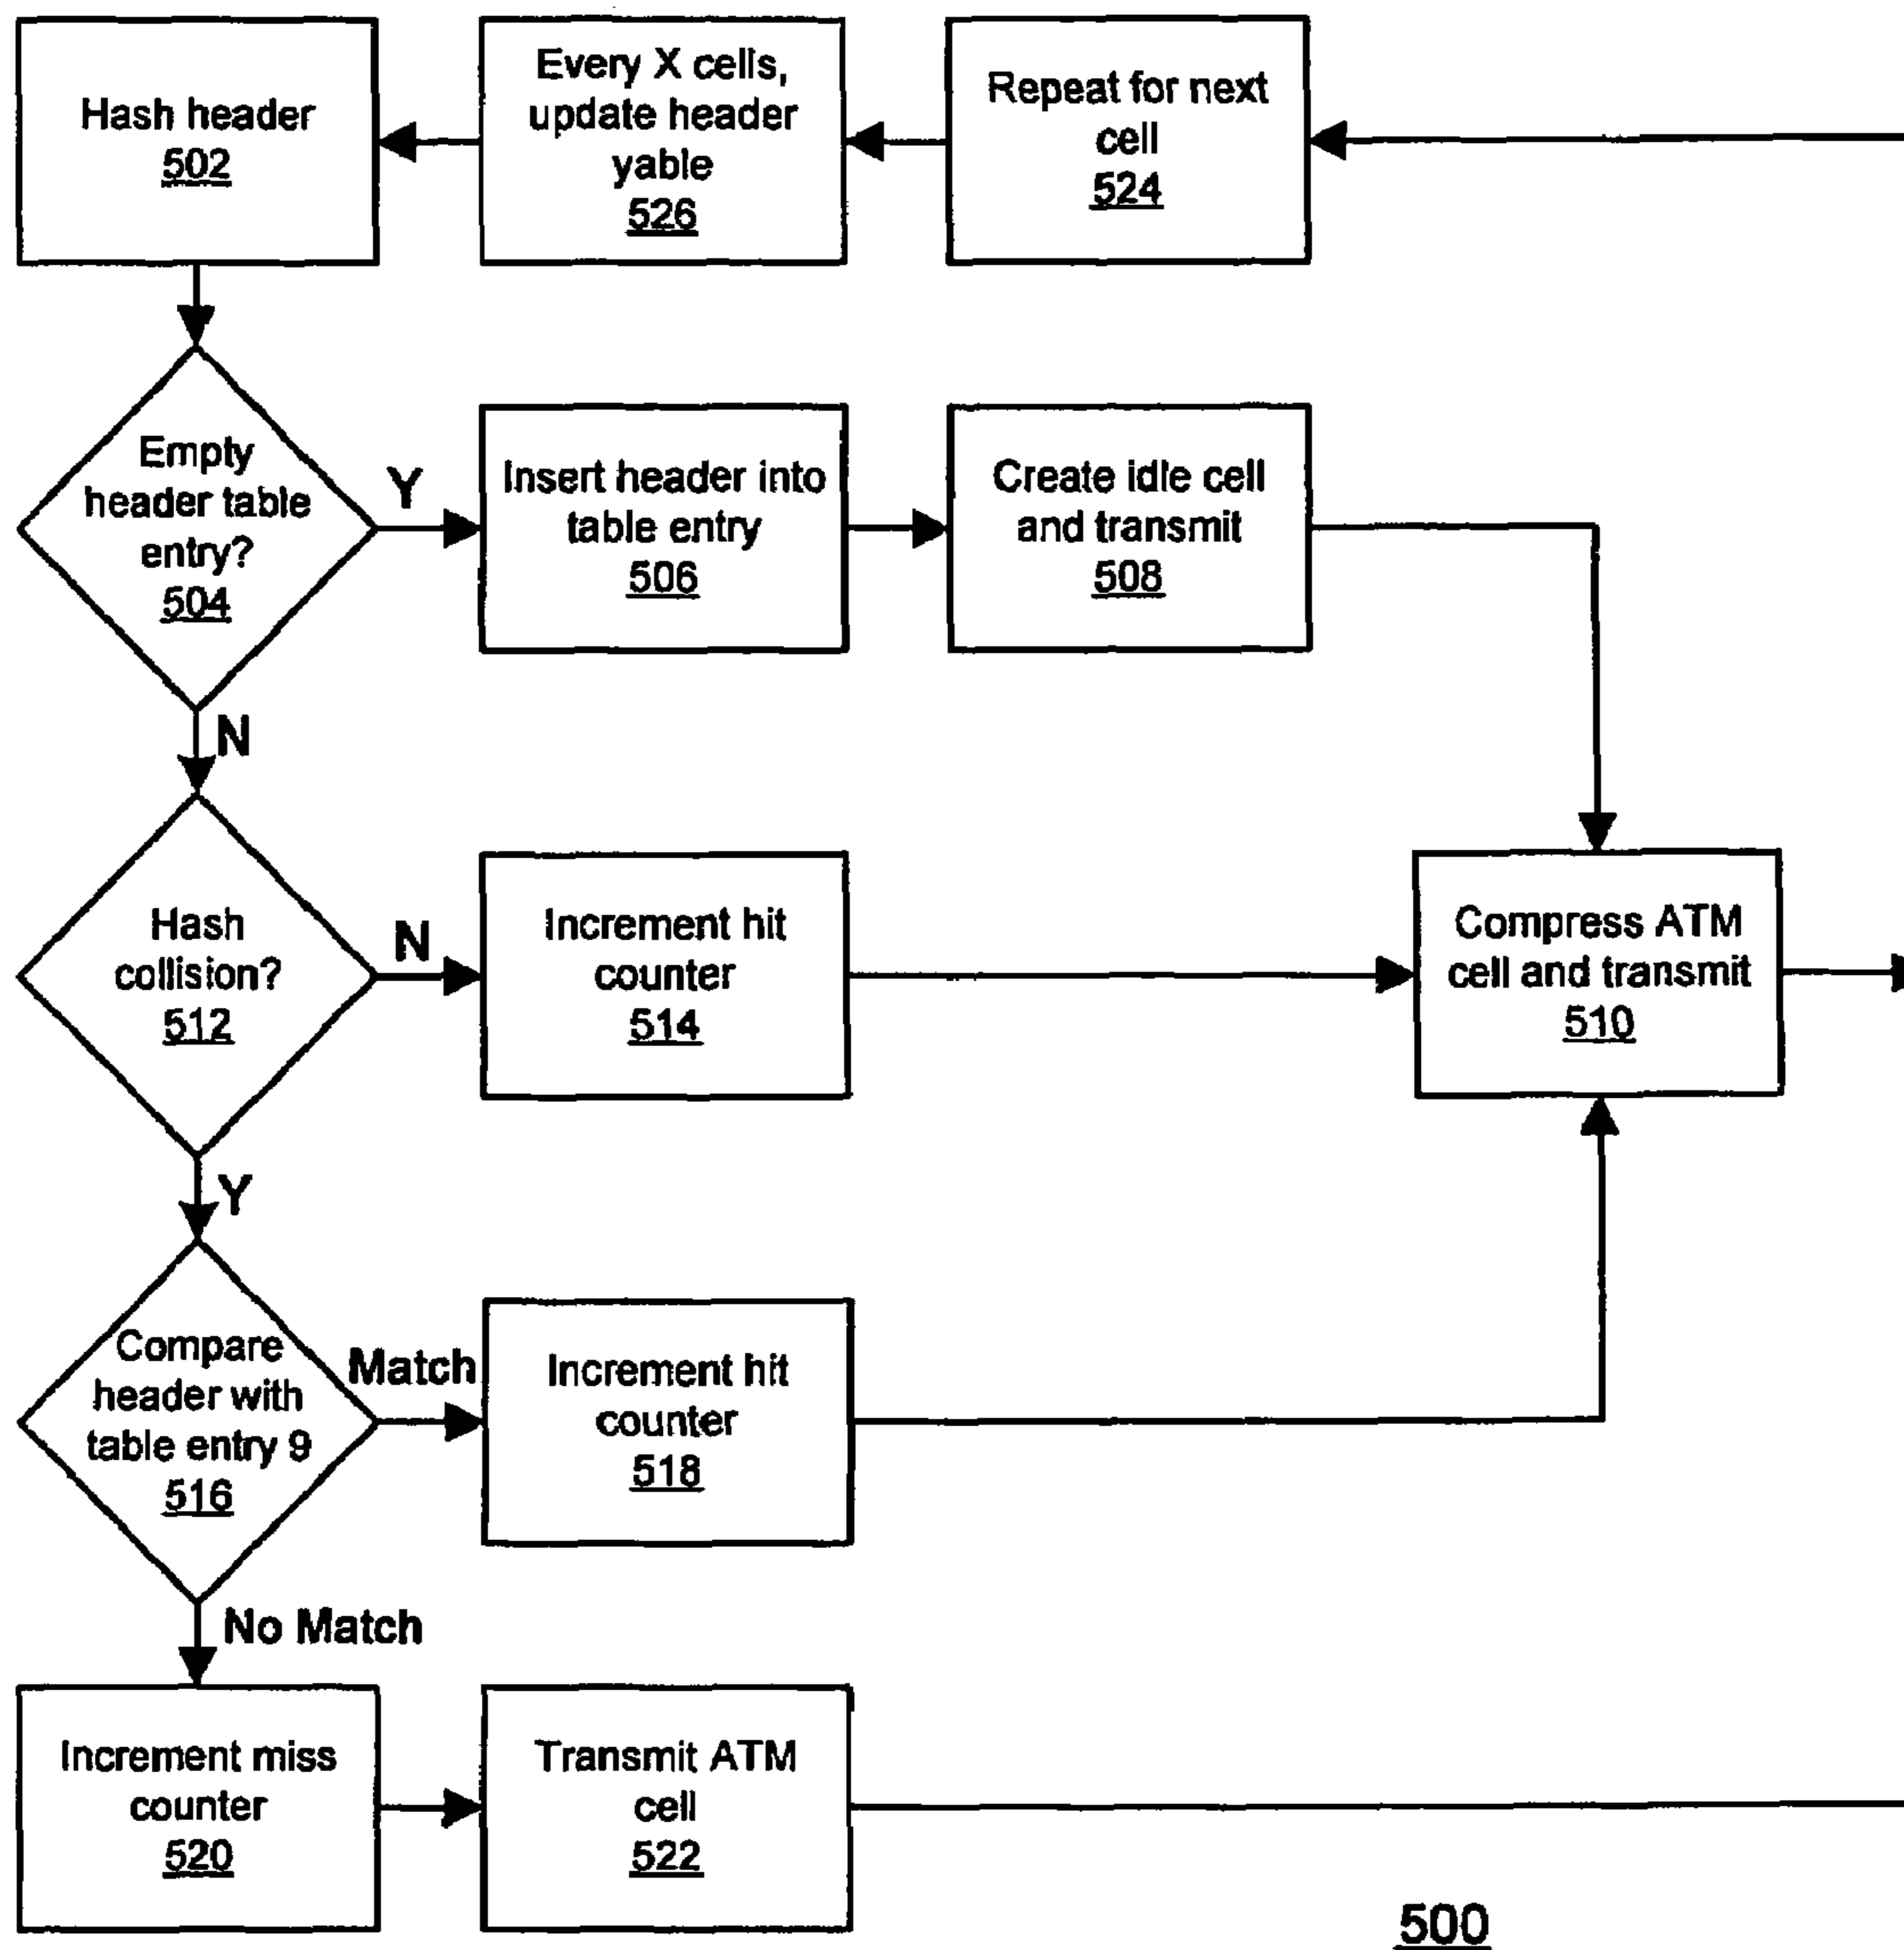 Hash header
502
Every X cells,
update header
yable
526
Repeat for next
cell
524
Empty
header table
entry?
504
Y
Insert header into
table entry
506
Create idle cell
and transmit
508
N
Hash
collision?
512
N
Increment hit
counter
514
Compress ATM
cell and transmit
510
Y
Compare
header with
table entry 9
516
Match
Increment hit
counter
518
No Match
Increment miss
counter
520
Transmit ATM
cell
522
500